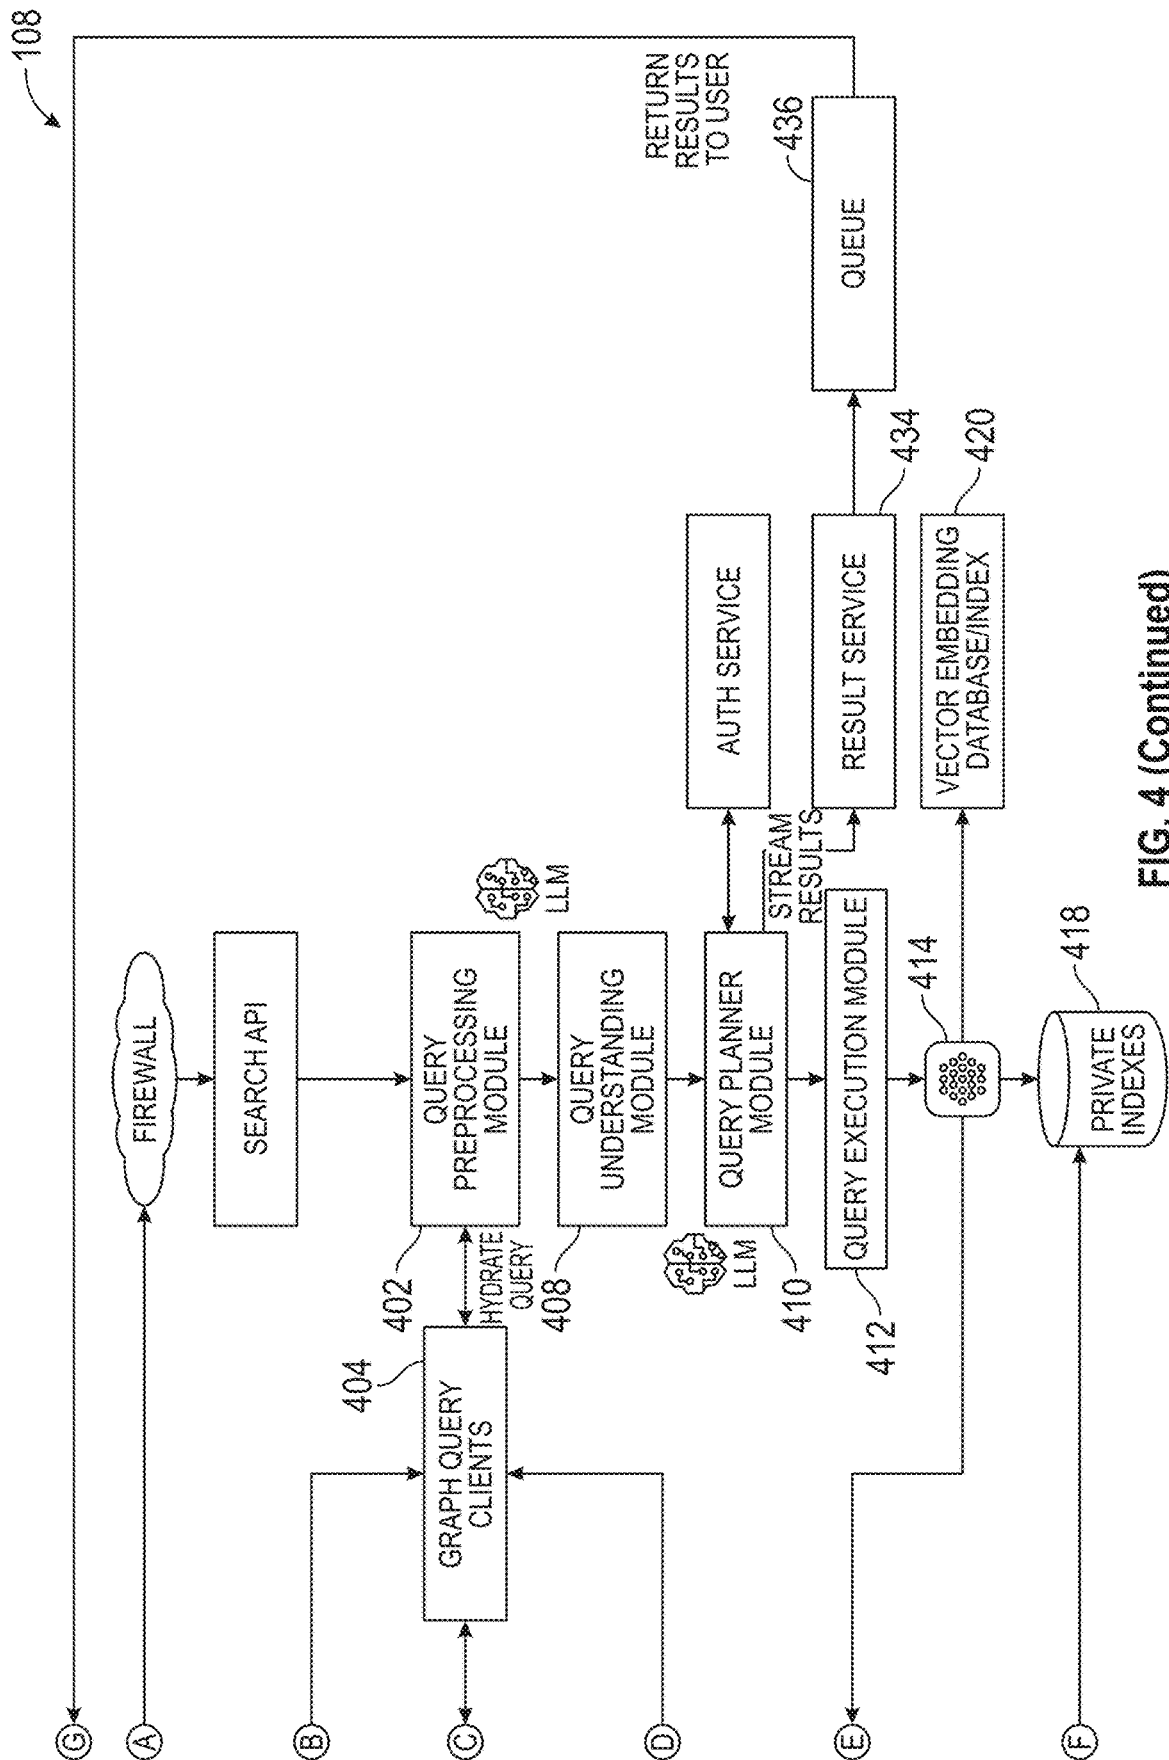 108
G
A
B
C
D
E
F
FIREWALL
SEARCH API
GRAPH QUERY
CLIENTS
404
HYDRATE
QUERY
402
QUERY
PREPROCESSING
MODULE
LLM
408
QUERY
UNDERSTANDING
MODULE
LLM
410
QUERY PLANNER
MODULE
AUTH SERVICE
STREAM
RESULTS
412
QUERY EXECUTION MODULE
RESULT SERVICE
434
QUEUE
436
RETURN
RESULTS
TO USER
414
VECTOR EMBEDDING
DATABASE/INDEX
420
PRIVATE
INDEXES
418
FIG. 4 (Continued)